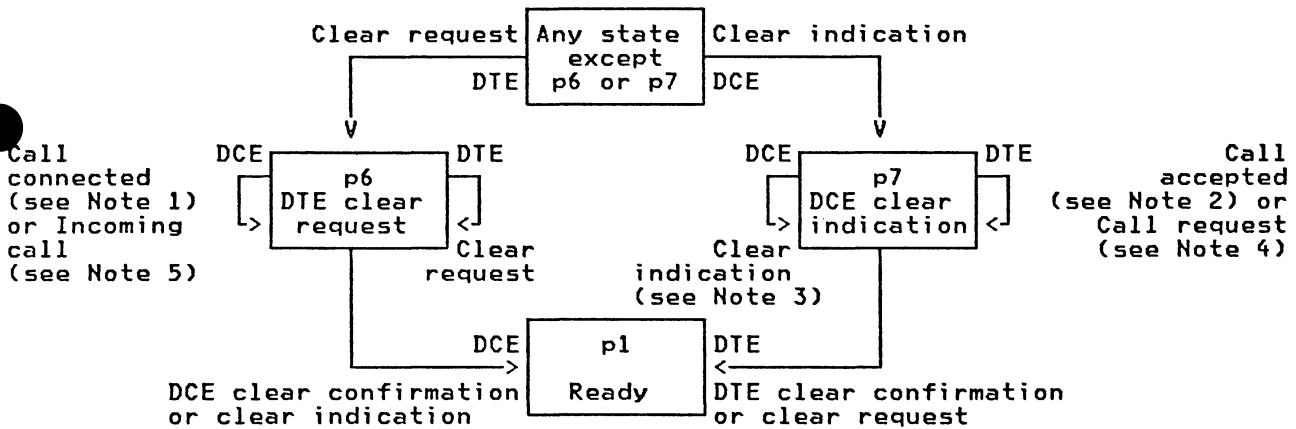 Clear request
Any state
except
p6 or p7
Clear indication
DTE
DCE
Call
connected
(see Note 1)
or Incoming
call
(see Note 5)
DCE
p6
DTE clear
request
DTE
Clear
request
DCE
p7
DCE clear
indication
DTE
Clear
indication
(see Note 3)
Call
accepted
(see Note 2) or
Call request
(see Note 4)
DCE
p1
Ready
DTE
DCE clear confirmation
or clear indication
DTE clear confirmation
or clear request